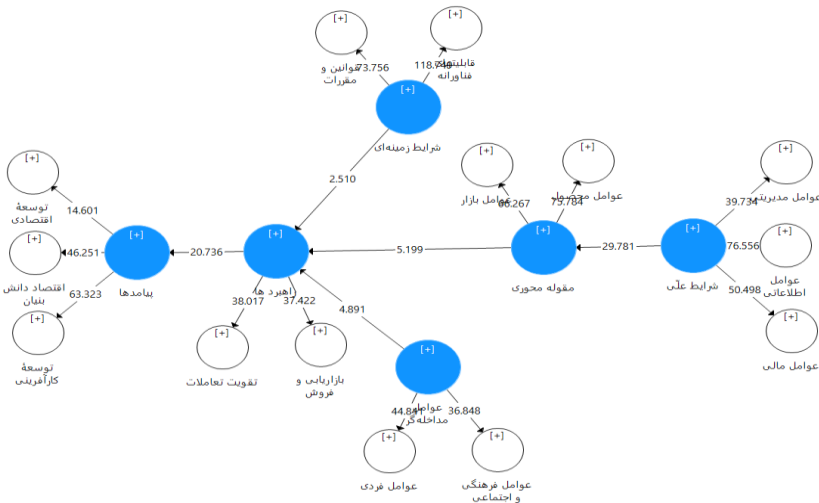 [+]
[+]
73.756
قوانین و
مقررات
118.740
قابلیتهای
فناورانه
[+]
شرایط زمینه‌ای
2.510
[+]
توسعهٔ
اقتصادی
14.601
[+]
اقتصاد دانش
بنیان
46.251
[+]
توسعهٔ
کارآفرینی
63.323
[+]
پیامدها
20.736
[+]
راهبرد ها
38.017
37.422
[+]
تقویت تعاملات
[+]
بازاریابی و
فروش
5.199
4.891
[+]
عوامل بازار
66.267
[+]
عوامل محصول
75.784
[+]
مقوله محوری
29.781
[+]
شرایط علّی
39.734
[+]
عوامل مدیریتی
76.556
[+]
عوامل
اطلاعاتی
50.498
[+]
عوامل مالی
[+]
عوامل
مداخله‌گر
44.841
36.848
[+]
عوامل فردی
[+]
عوامل فرهنگی
و اجتماعی